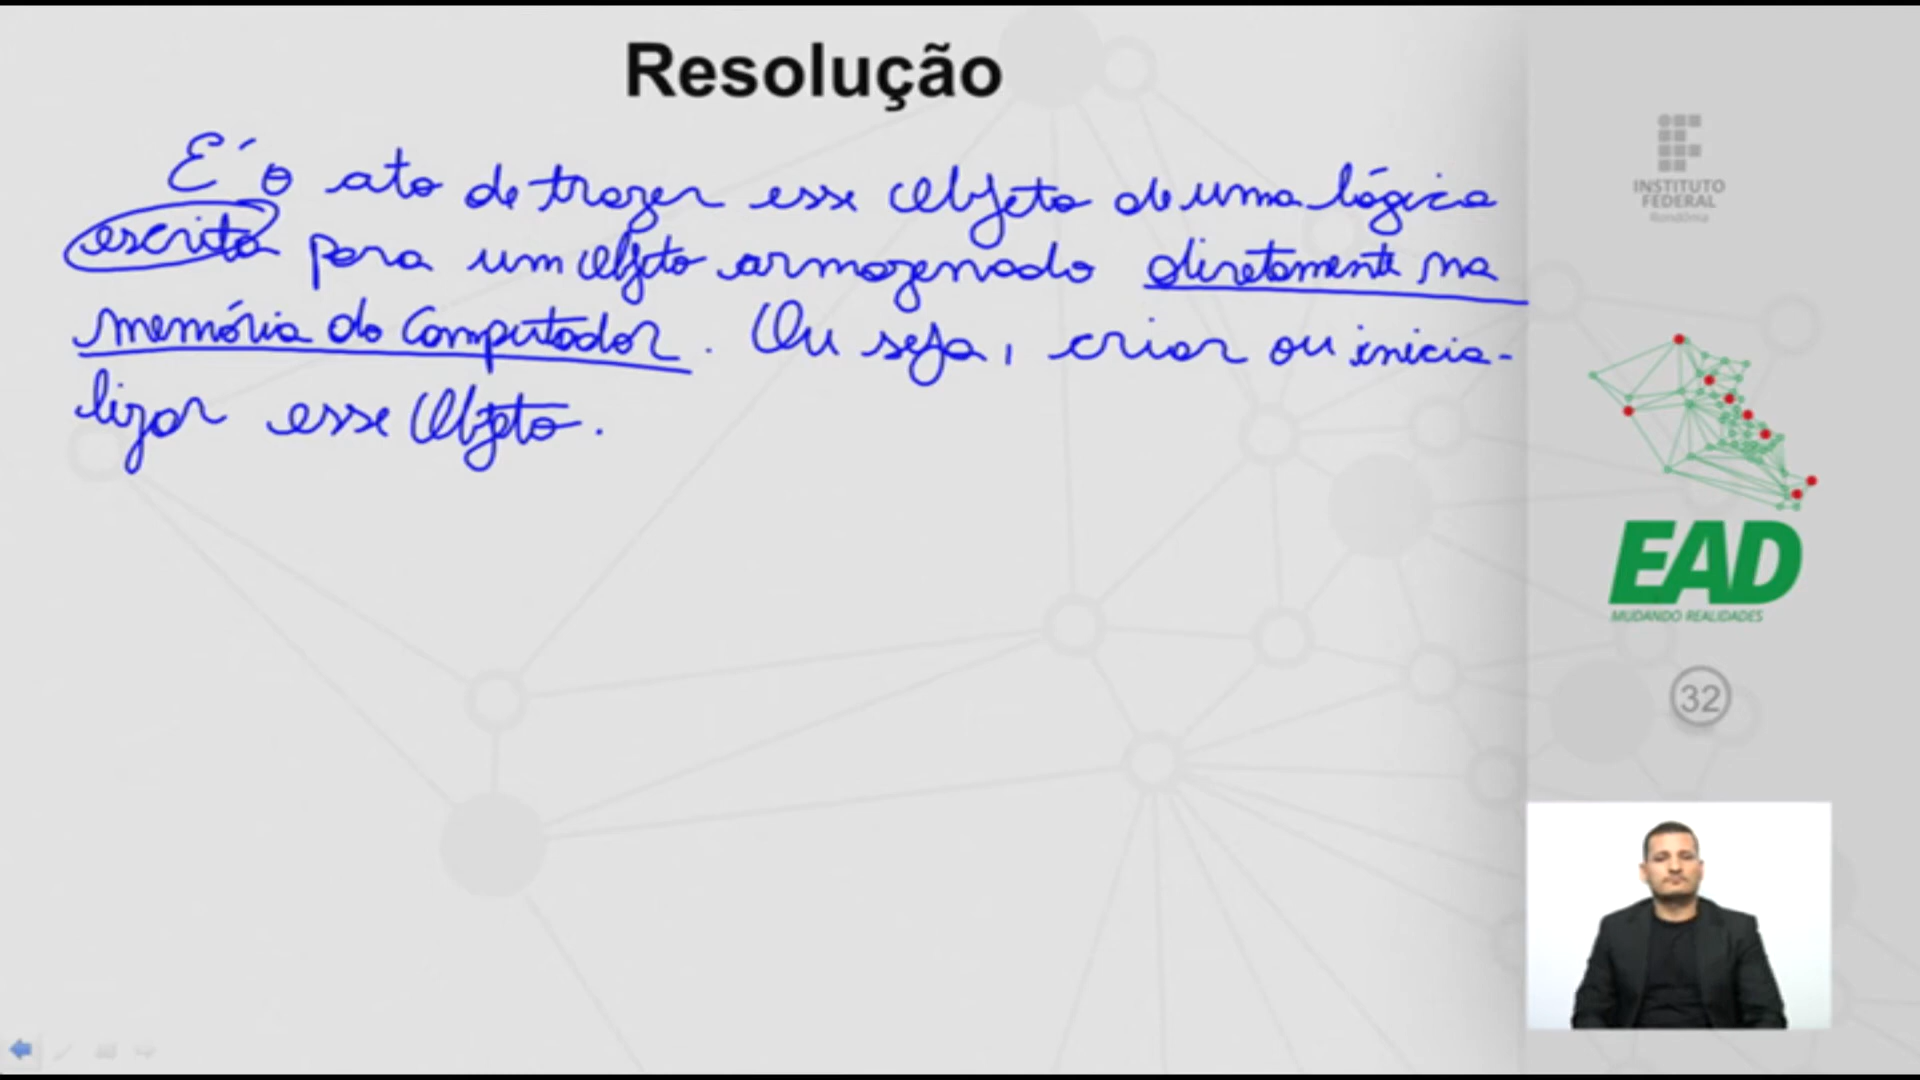 Resolução
É o ato de trazer esse objeto de uma lógica
escrita para um objeto armazenado diretamente na
memória do computador. Ou seja, criar ou inicia-
lizar esse objeto.
INSTITUTO
FEDERAL
Rondônia
EAD
MUDANDO REALIDADES
32